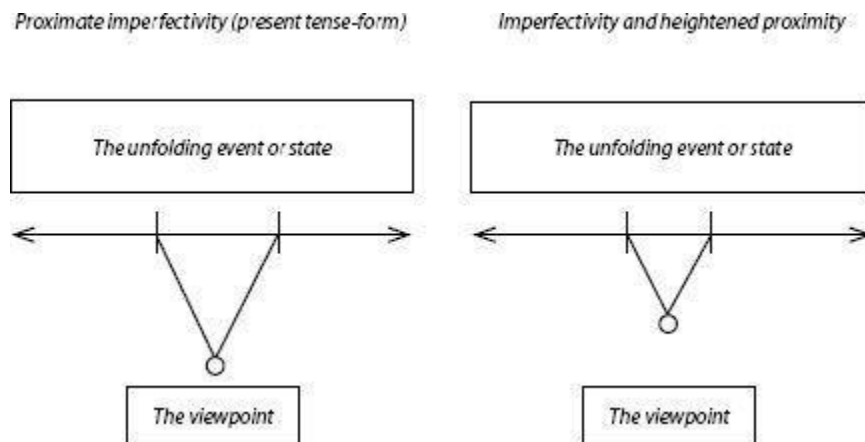 Proximate imperfectivity (present tense-form)
Imperfectivity and heightened proximity
The unfolding event or state
The unfolding event or state
The viewpoint
The viewpoint